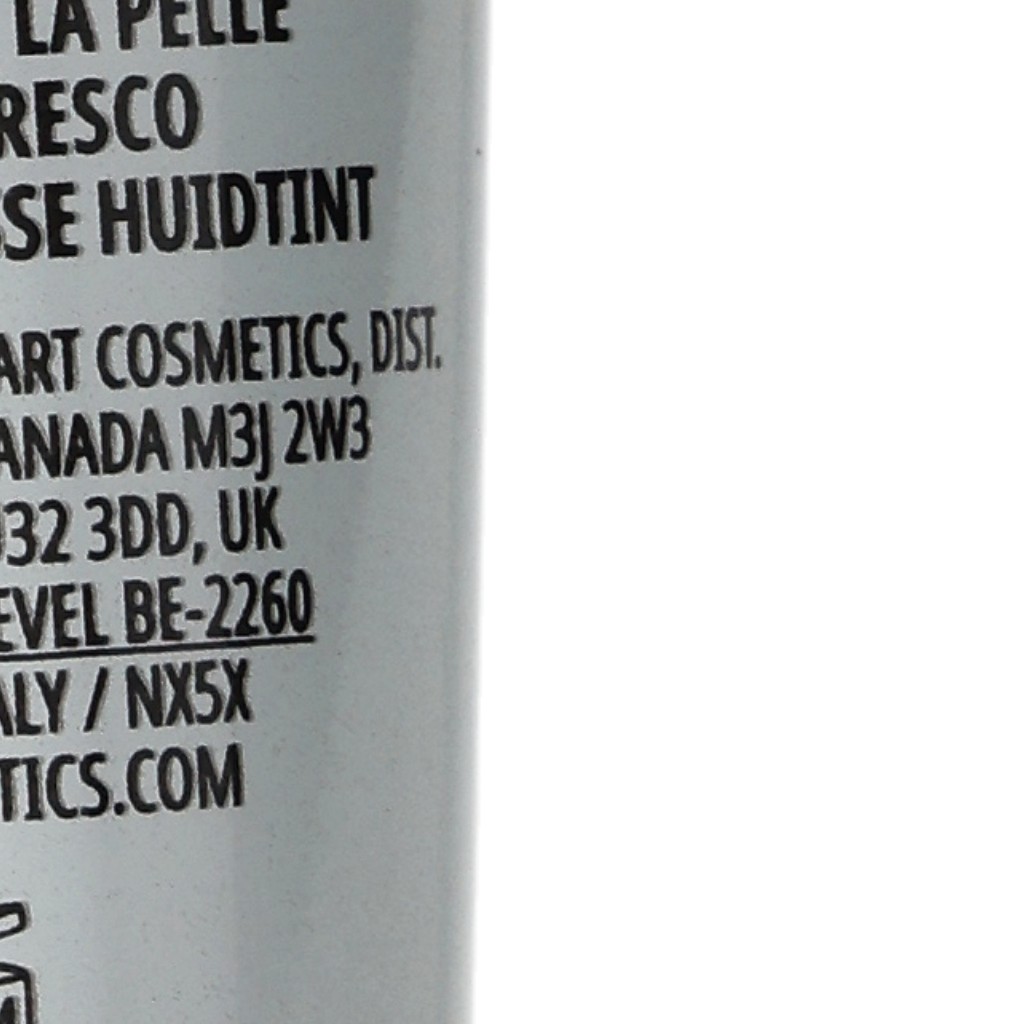 LA PELLE
RESCO
SSE HUIDTINT
ART COSMETICS, DIST.
ANADA M3J 2W3
32 3DD, UK
EVEL BE-2260
ALY / NX5X
TICS.COM